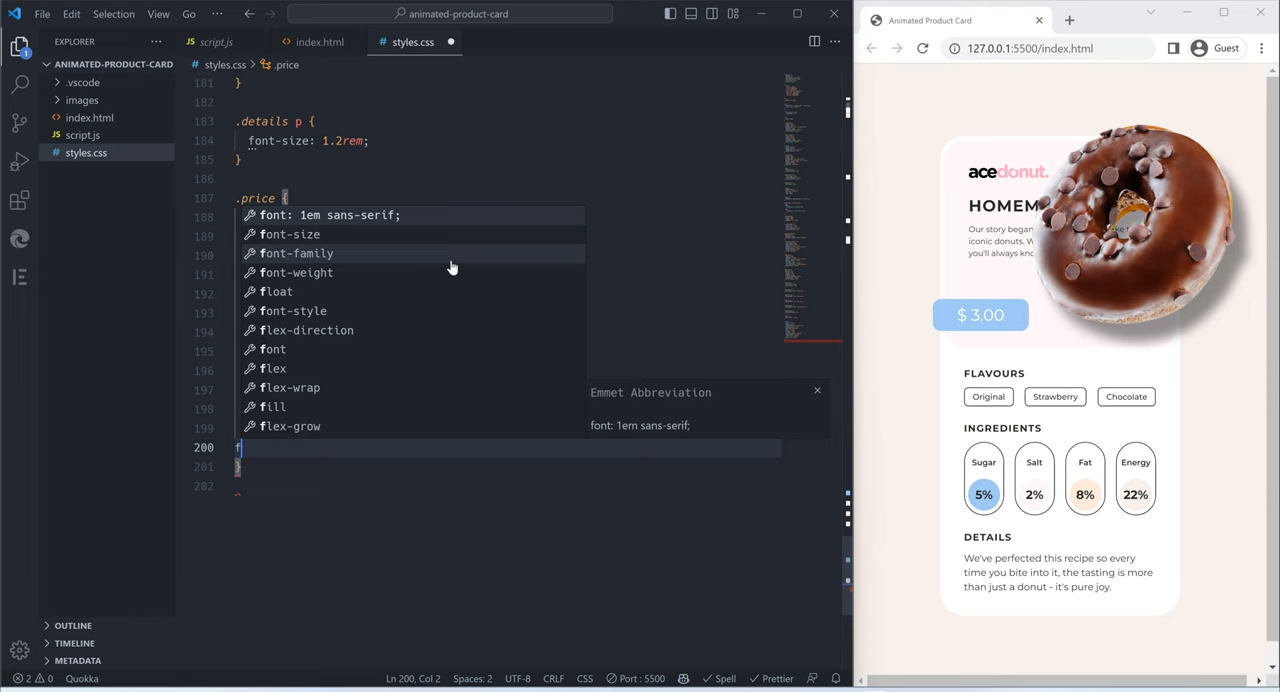 File Edit Selection View Go ··· animated-product-card
EXPLORER ···
ANIMATED-PRODUCT-CARD
.vscode
images
index.html
script.js
styles.css
OUTLINE
TIMELINE
METADATA
1
script.js index.html styles.css
styles.css > .price
181 }
182
183 .details p {
184 font-size: 1.2rem;
185 }
186
187 .price {
188
189
190
191
192
193
194
195
196
197
198
199
200 f
201 }
202
font: 1em sans-serif;
font-size
font-family
font-weight
float
font-style
flex-direction
font
flex
flex-wrap
fill
flex-grow
Emmet Abbreviation
font: 1em sans-serif;
2 0 Quokka Ln 200, Col 2 Spaces: 2 UTF-8 CRLF CSS Port : 5500 Spell Prettier
Animated Product Card
127.0.0.1:5500/index.html Guest
acedonut.
HOMEM
Our story began
iconic donuts. W
you'll always kno
$ 3.00
FLAVOURS
Original Strawberry Chocolate
INGREDIENTS
Sugar Salt Fat Energy
5% 2% 8% 22%
DETAILS
We've perfected this recipe so every
time you bite into it, the tasting is more
than just a donut - it's pure joy.